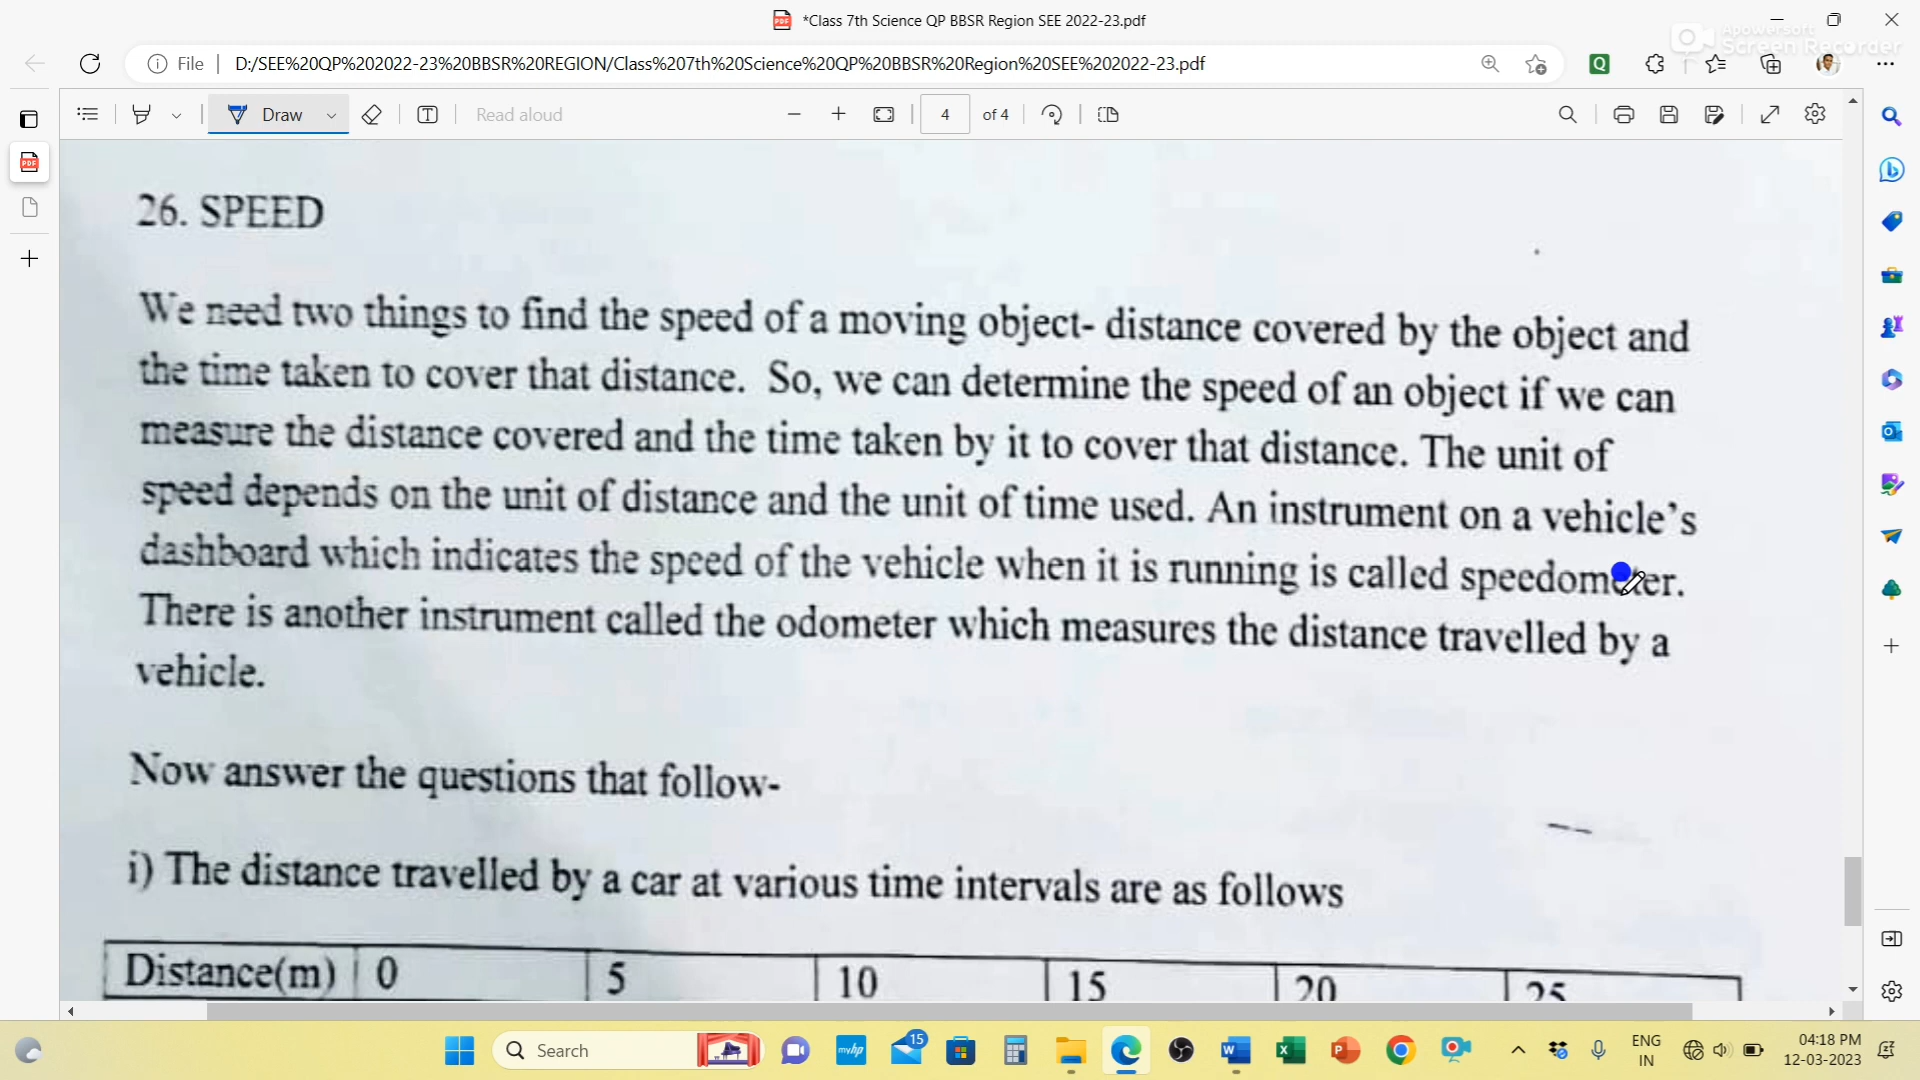 *Class 7th Science QP BBSR Region SEE 2022-23.pdf
Apowersoft
Screen Recorder
File
D:/SEE%20QP%202022-23%20BBSR%20REGION/Class%207th%20Science%20QP%20BBSR%20Region%20SEE%202022-23.pdf
Draw
Read aloud
4 of 4
26. SPEED
We need two things to find the speed of a moving object- distance covered by the object and
the time taken to cover that distance. So, we can determine the speed of an object if we can
measure the distance covered and the time taken by it to cover that distance. The unit of
speed depends on the unit of distance and the unit of time used. An instrument on a vehicle's
dashboard which indicates the speed of the vehicle when it is running is called speedometer.
There is another instrument called the odometer which measures the distance travelled by a
vehicle.
Now answer the questions that follow-
i) The distance travelled by a car at various time intervals are as follows
Distance(m) 0 5 10 15 20 25
Search
myhp
15
ENG
IN
04:18 PM
12-03-2023